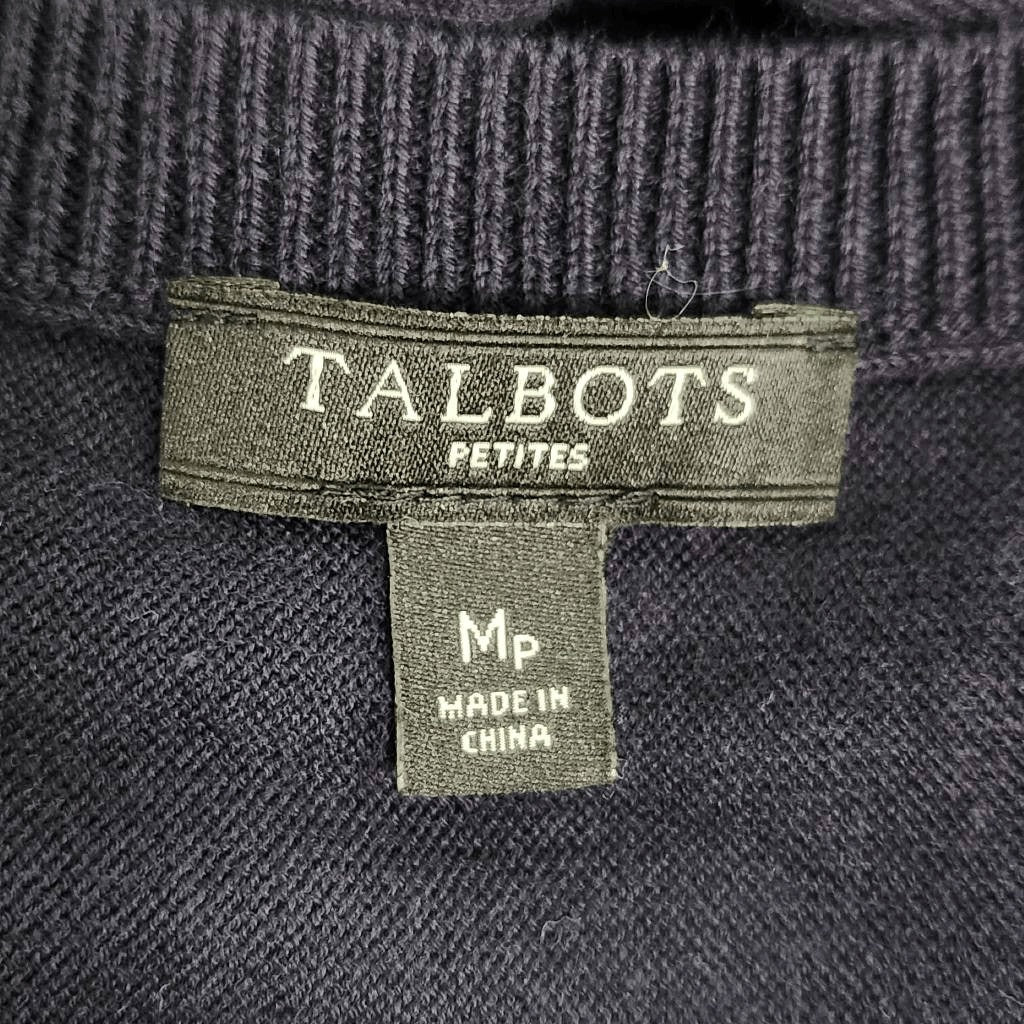 TALBOTS
PETITES
MP
MADE IN
CHINA